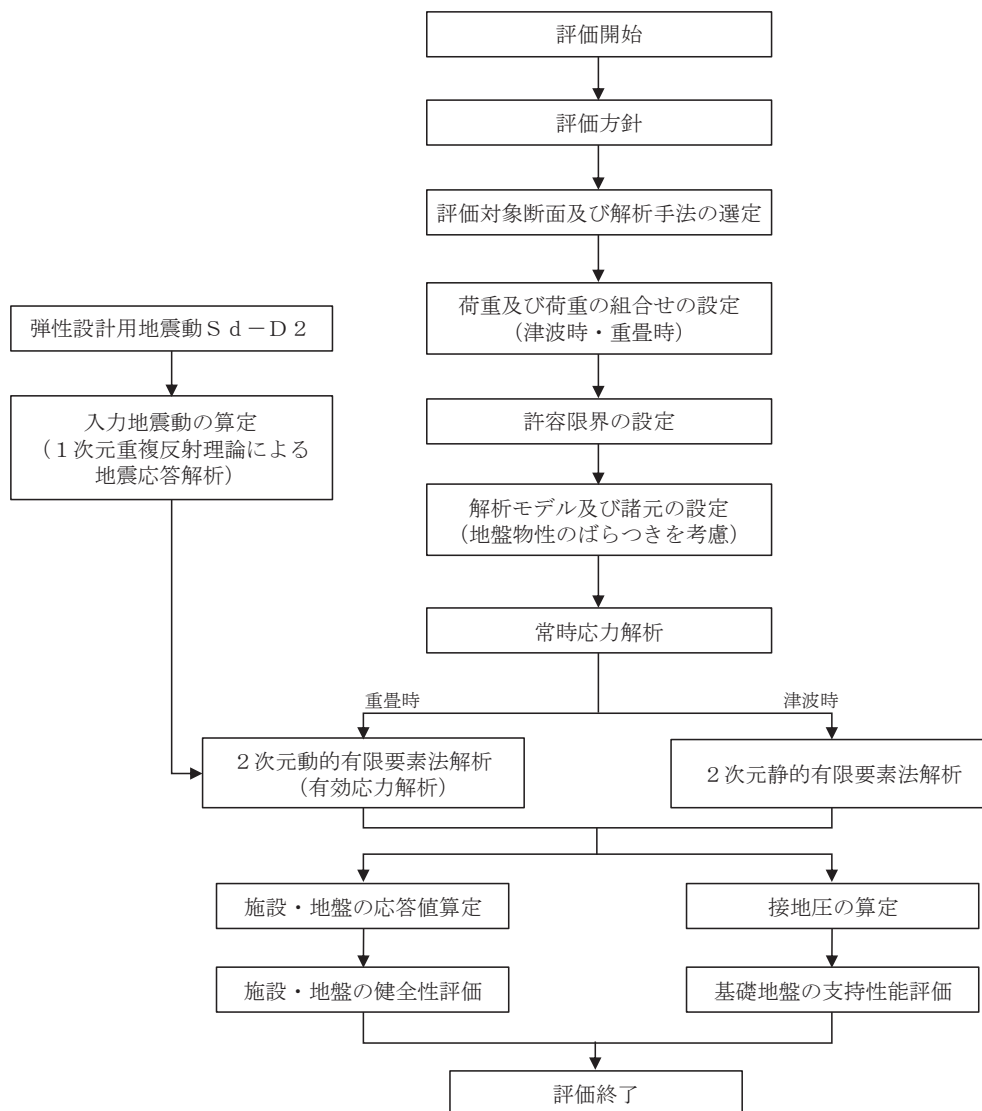 評価開始
評価方針
評価対象断面及び解析手法の選定
荷重及び荷重の組合せの設定
（津波時・重畳時）
弾性設計用地震動Ｓｄ－Ｄ２
入力地震動の算定
（１次元重複反射理論による
地震応答解析）
許容限界の設定
解析モデル及び諸元の設定
（地盤物性のばらつきを考慮）
常時応力解析
重畳時
津波時
２次元動的有限要素法解析
（有効応力解析）
２次元静的有限要素法解析
施設・地盤の応答値算定
接地圧の算定
施設・地盤の健全性評価
基礎地盤の支持性能評価
評価終了